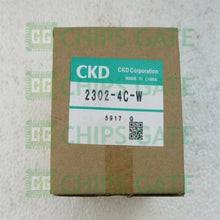 CHIPS GATE
CKD
CKD Corporation
MADE IN CHINA
2302-4C-W
5917